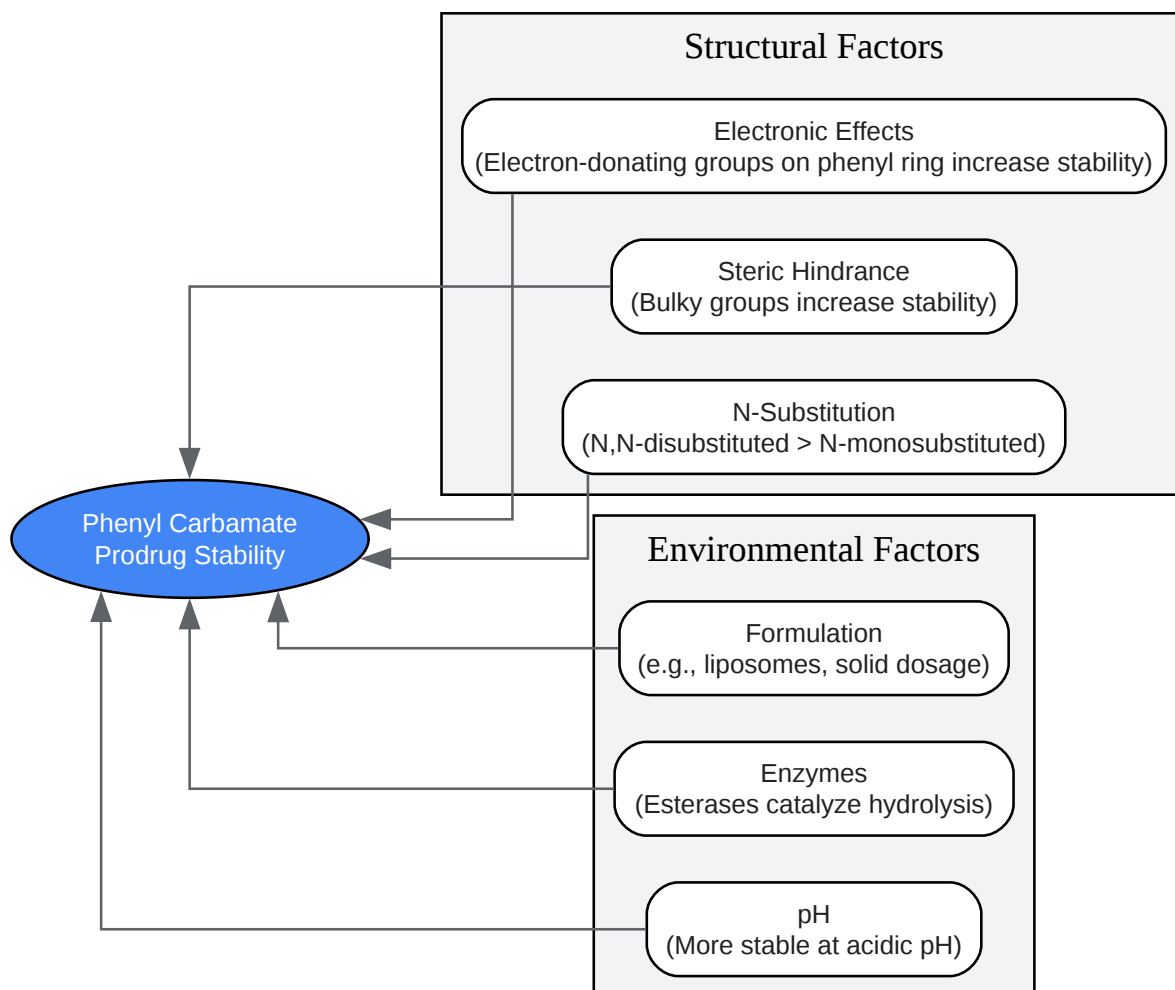 Structural Factors
Electronic Effects
(Electron-donating groups on phenyl ring increase stability)
Steric Hindrance
(Bulky groups increase stability)
N-Substitution
(N,N-disubstituted > N-monosubstituted)
Phenyl Carbamate
Prodrug Stability
Environmental Factors
Formulation
(e.g., liposomes, solid dosage)
Enzymes
(Esterases catalyze hydrolysis)
pH
(More stable at acidic pH)